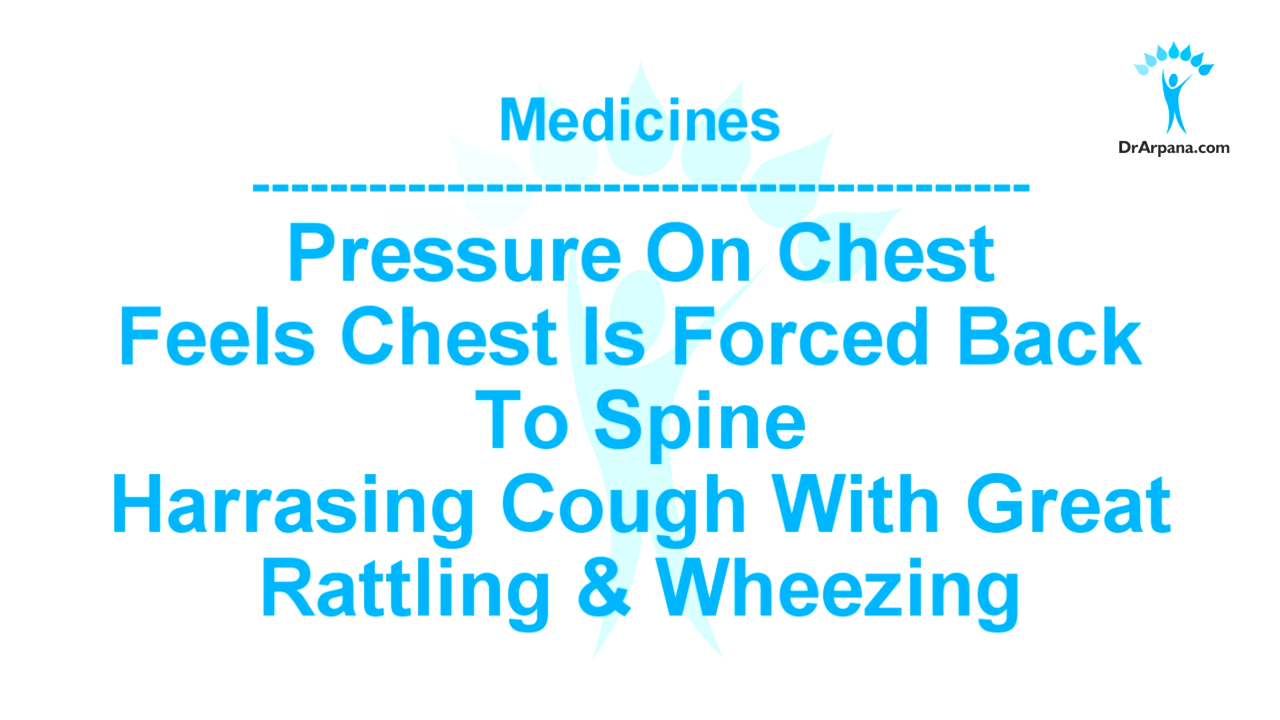 DrArpana.com
Medicines
-----------------------------------------
Pressure On Chest
Feels Chest Is Forced Back
To Spine
Harrasing Cough With Great
Rattling & Wheezing